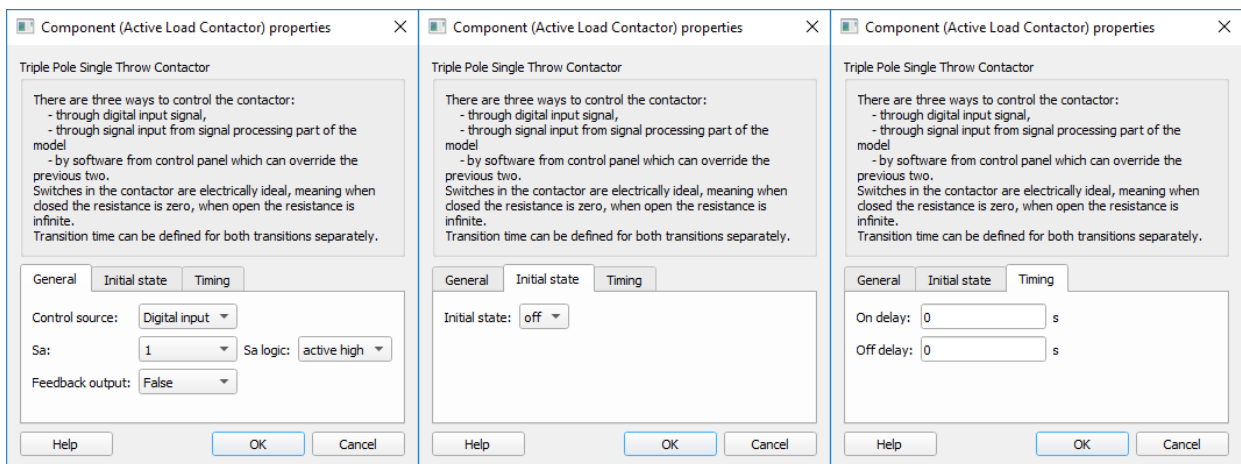 Component (Active Load Contactor) properties
Triple Pole Single Throw Contactor
There are three ways to control the contactor:
- through digital input signal,
- through signal input from signal processing part of the
model
- by software from control panel which can override the
previous two.
Switches in the contactor are electrically ideal, meaning when
closed the resistance is zero, when open the resistance is
infinite.
Transition time can be defined for both transitions separately.
General Initial state Timing
Control source: Digital input
Sa: 1 Sa logic: active high
Feedback output: False
Help OK Cancel
Component (Active Load Contactor) properties
Triple Pole Single Throw Contactor
There are three ways to control the contactor:
- through digital input signal,
- through signal input from signal processing part of the
model
- by software from control panel which can override the
previous two.
Switches in the contactor are electrically ideal, meaning when
closed the resistance is zero, when open the resistance is
infinite.
Transition time can be defined for both transitions separately.
General Initial state Timing
Initial state: off
Help OK Cancel
Component (Active Load Contactor) properties
Triple Pole Single Throw Contactor
There are three ways to control the contactor:
- through digital input signal,
- through signal input from signal processing part of the
model
- by software from control panel which can override the
previous two.
Switches in the contactor are electrically ideal, meaning when
closed the resistance is zero, when open the resistance is
infinite.
Transition time can be defined for both transitions separately.
General Initial state Timing
On delay: 0 s
Off delay: 0 s
Help OK Cancel